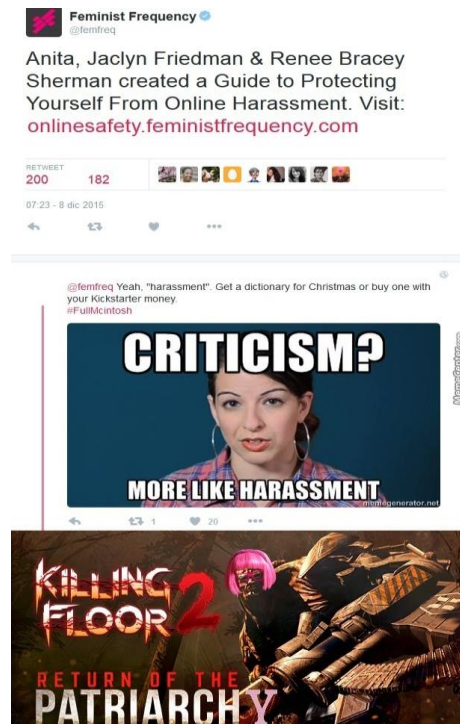 Feminist Frequency
@femfreq
Anita, Jaclyn Friedman & Renee Bracey
Sherman created a Guide to Protecting
Yourself From Online Harassment. Visit:
onlinesafety.feministfrequency.com
RETWEET
200 182
07:23 - 8 dic 2015
@femfreq Yeah, "harassment". Get a dictionary for Christmas or buy one with
your Kickstarter money.
#FullMcintosh
CRITICISM?
MORE LIKE HARASSMENT
memegenerator.net
1 20
MemeCenter.com
KILLING
FLOOR 2
RETURN OF THE
PATRIARCHY